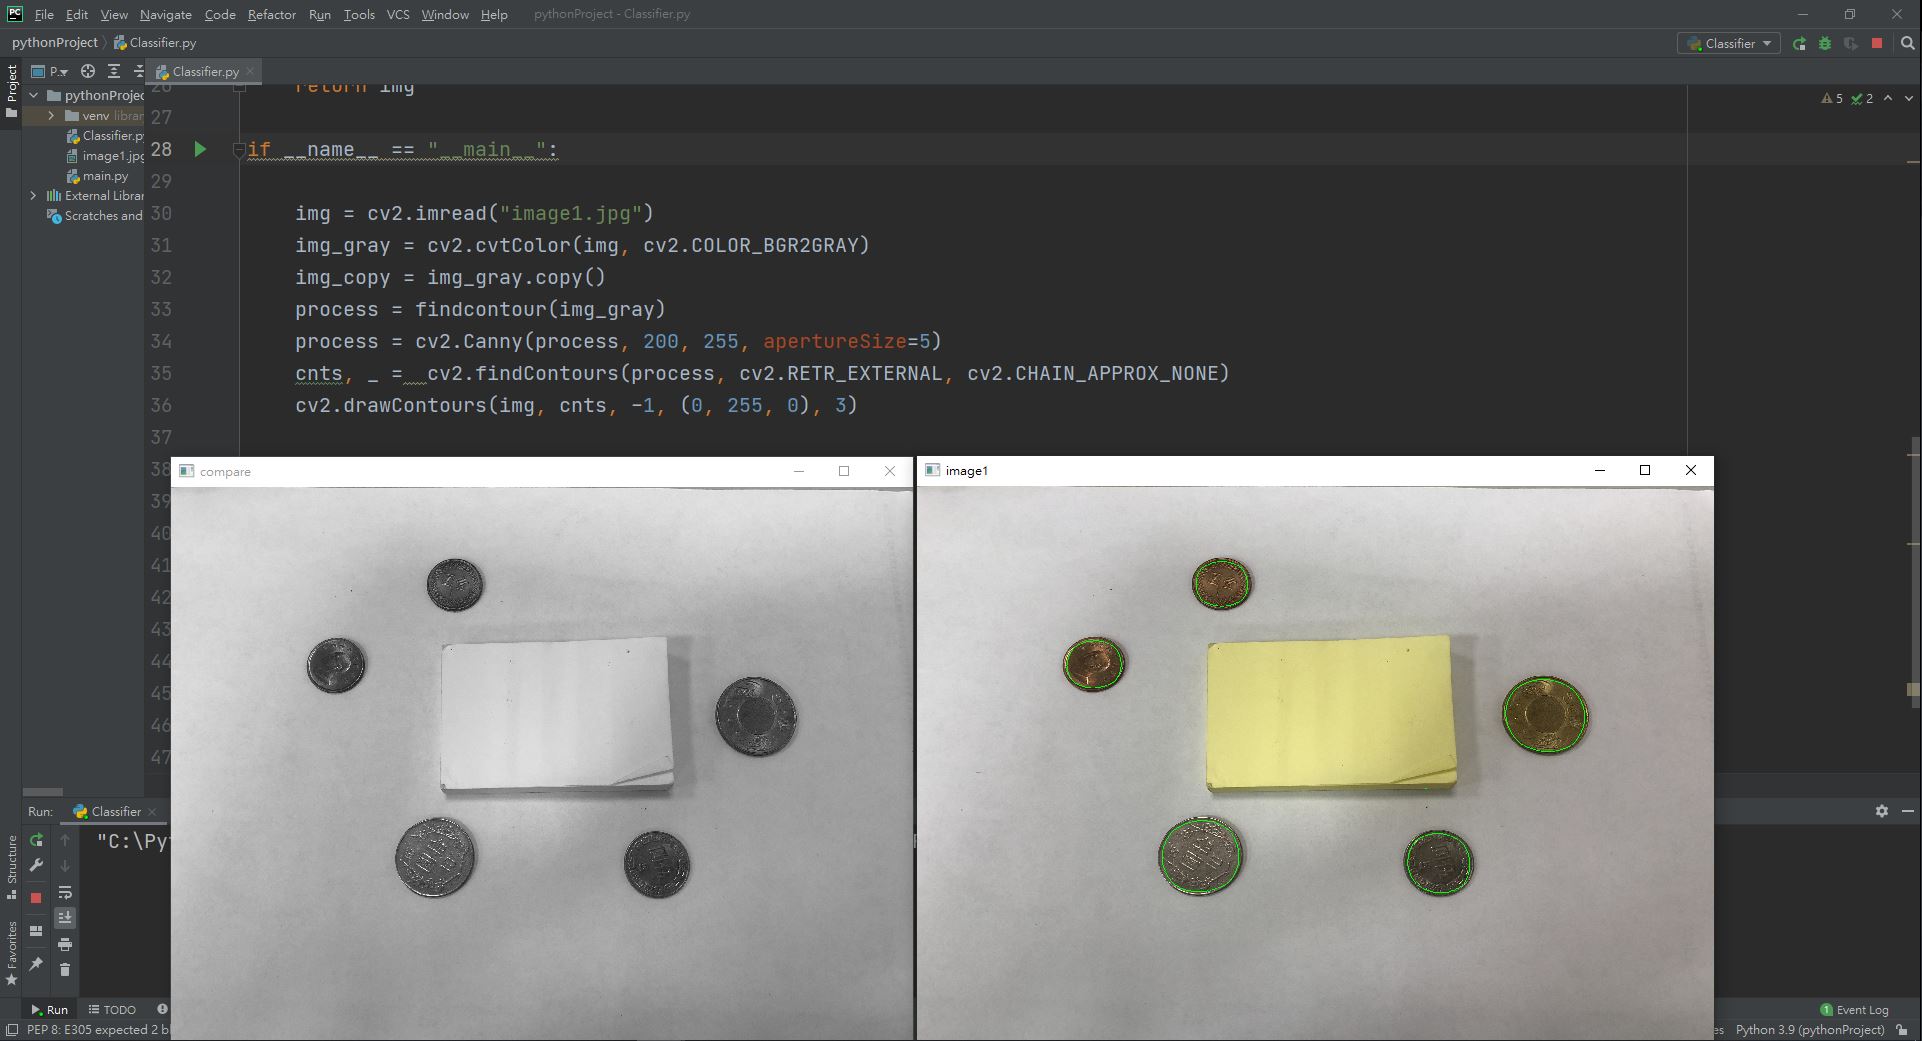 PC File Edit View Navigate Code Refactor Run Tools VCS Window Help pythonProject - Classifier.py
pythonProject Classifier.py
Classifier
Project
P..
Classifier.py
5 2
pythonProjec
venv librar
Classifier.py
image1.jpg
main.py
External Librar
Scratches and
26 return img
27
28 if __name__ == "__main__":
29
30 img = cv2.imread("image1.jpg")
31 img_gray = cv2.cvtColor(img, cv2.COLOR_BGR2GRAY)
32 img_copy = img_gray.copy()
33 process = findcontour(img_gray)
34 process = cv2.Canny(process, 200, 255, apertureSize=5)
35 cnts, _ = cv2.findContours(process, cv2.RETR_EXTERNAL, cv2.CHAIN_APPROX_NONE)
36 cv2.drawContours(img, cnts, -1, (0, 255, 0), 3)
37
38
39
40
41
42
43
44
45
46
47
compare
image1
Run: Classifier
"C:\Py
Structure
Favorites
Run TODO
1 Event Log
PEP 8: E305 expected 2 bl
es Python 3.9 (pythonProject)